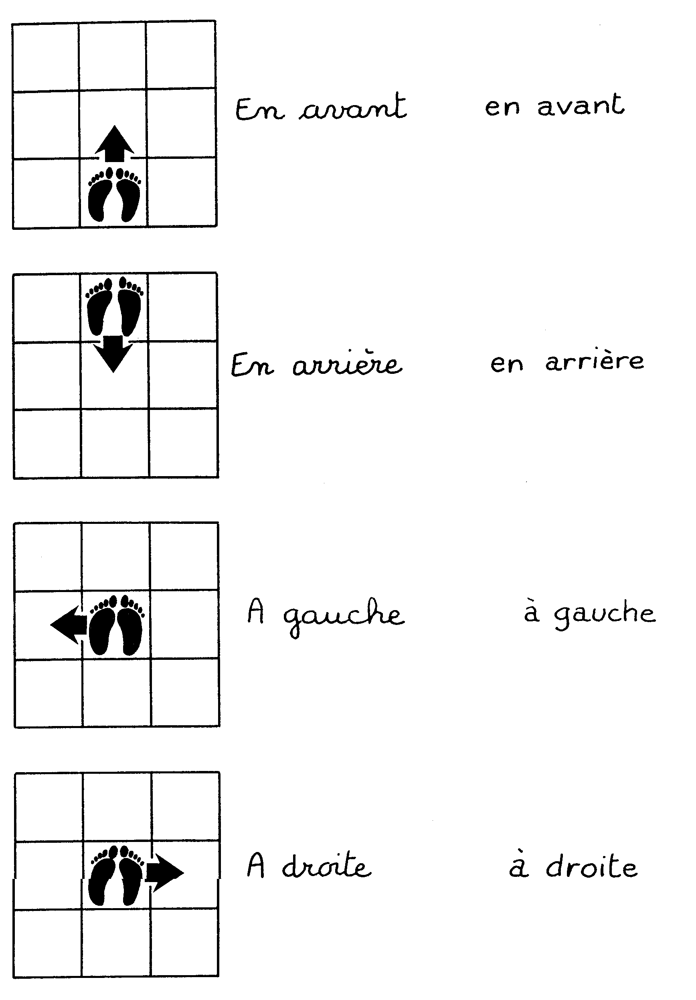 En avant en avant
En arrière en arrière
A gauche à gauche
A droite à droite